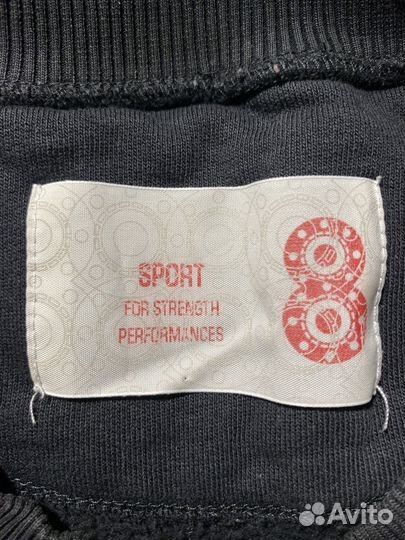 SPORT
FOR STRENGTH
PERFORMANCES
Avito